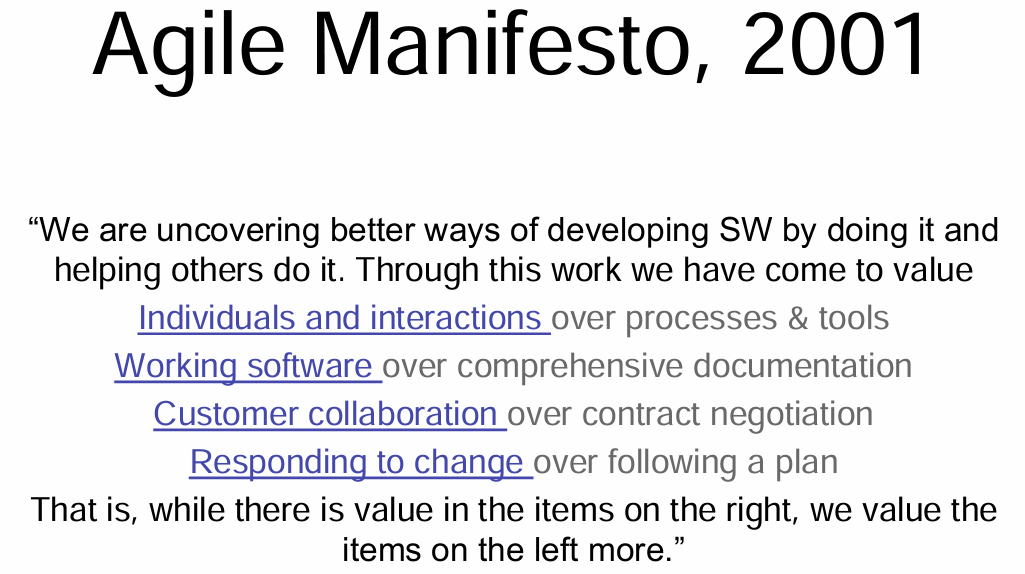 Agile Manifesto, 2001
“We are uncovering better ways of developing SW by doing it and
helping others do it. Through this work we have come to value
Individuals and interactions over processes & tools
Working software over comprehensive documentation
Customer collaboration over contract negotiation
Responding to change over following a plan
That is, while there is value in the items on the right, we value the
items on the left more.”